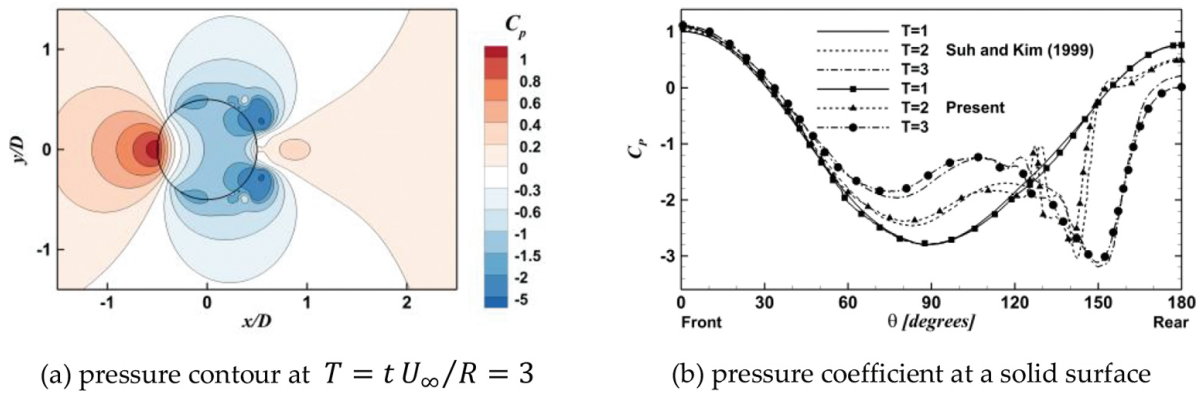 C_p
1
0.8
0.6
0.4
0.2
0
-0.3
-0.6
-1
-1.5
-2
-5
1
0
-1
y/D
-1
0
1
2
x/D
(a) pressure contour at T = t U∞/R = 3
1
0
-1
-2
-3
C_p
T=1
T=2 Suh and Kim (1999)
T=3
T=1
T=2 Present
T=3
0
30
60
90
120
150
180
Front
θ [degrees]
Rear
(b) pressure coefficient at a solid surface